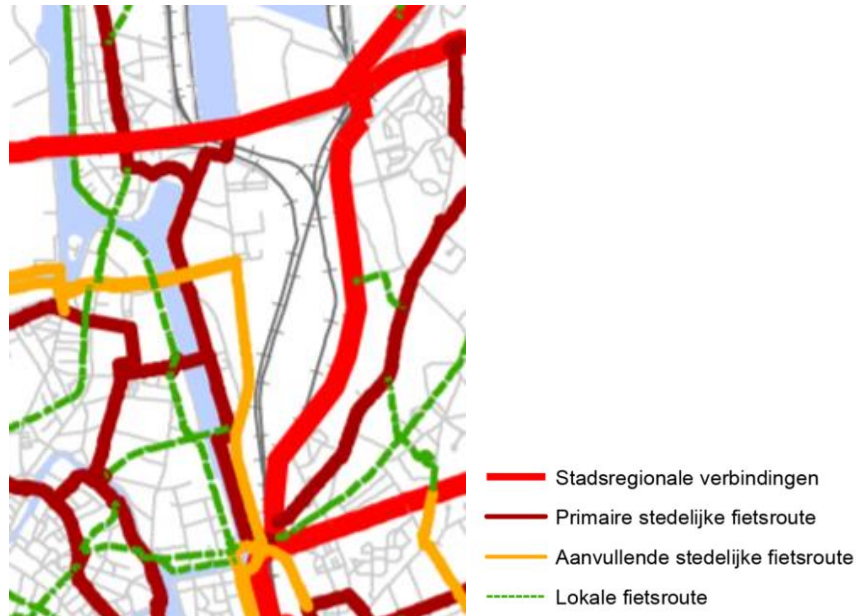 Stadsregionale verbindingen
Primaire stedelijke fietsroute
Aanvullende stedelijke fietsroute
Lokale fietsroute